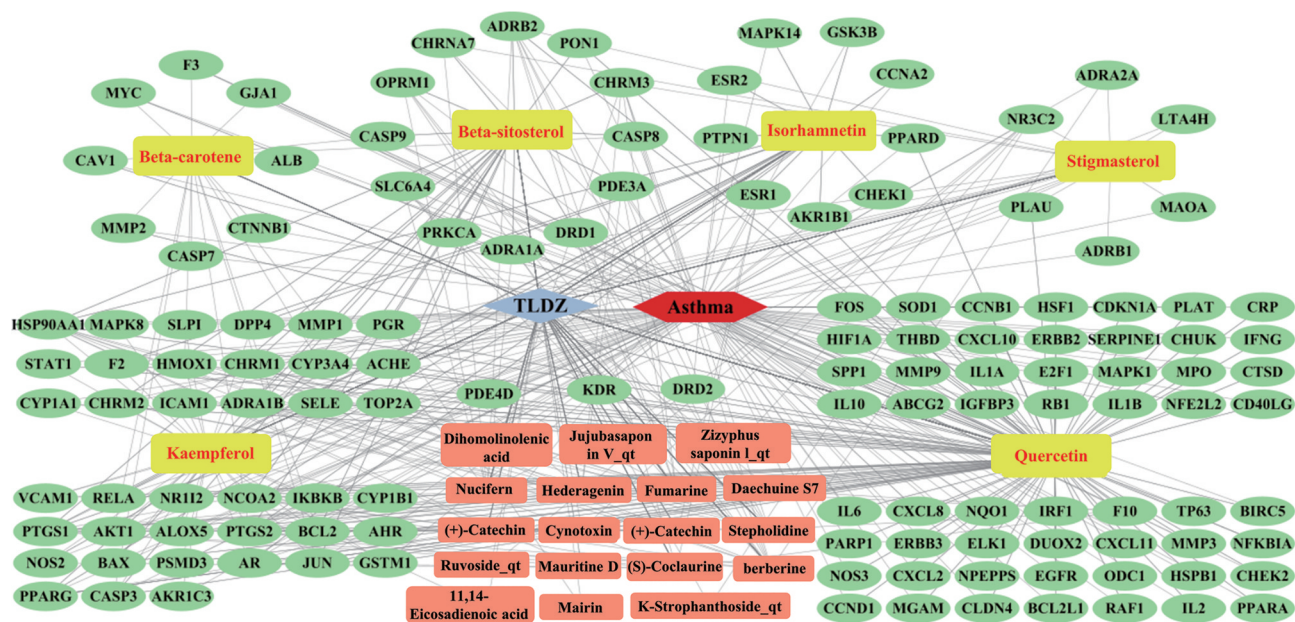 F3
MYC
GJA1
Beta-carotene
CAV1
ALB
MMP2
CTNNB1
CASP7
ADRB2
CHRNA7
PON1
OPRM1
CHRM3
CASP9
Beta-sitosterol
CASP8
SLC6A4
PDE3A
PRKCA
DRD1
ADRA1A
MAPK14
GSK3B
ESR2
CCNA2
PTPN1
Isorhamnetin
PPARD
ESR1
CHEK1
AKR1B1
ADRA2A
NR3C2
LTA4H
Stigmasterol
PLAU
MAOA
ADRB1
TLDZ
Asthma
HSP90AA1 MAPK8 SLPI DPP4 MMP1 PGR
STAT1 F2 HMOX1 CHRM1 CYP3A4 ACHE
CYP1A1 CHRM2 ICAM1 ADRA1B SELE TOP2A
Kaempferol
VCAM1 RELA NR1I2 NCOA2 IKBKB CYP1B1
PTGS1 AKT1 ALOX5 PTGS2 BCL2 AHR
NOS2 BAX PSMD3 AR JUN GSTM1
PPARG CASP3 AKR1C3
PDE4D KDR DRD2
Dihomolinolenic
acid
Jujubasapon
in V_qt
Zizyphus
saponin l_qt
Nucifern Hederagenin Fumarine Daechuine S7
(+)-Catechin Cynotoxin (+)-Catechin Stepholidine
Ruvoside_qt Mauritine D (S)-Coclaurine berberine
11,14-
Eicosadienoic acid
Mairin K-Strophanthoside_qt
FOS SOD1 CCNB1 HSF1 CDKN1A PLAT CRP
HIF1A THBD CXCL10 ERBB2 SERPINE1 CHUK IFNG
SPP1 MMP9 IL1A E2F1 MAPK1 MPO CTSD
IL10 ABCG2 IGFBP3 RB1 IL1B NFE2L2 CD40LG
Quercetin
IL6 CXCL8 NQO1 IRF1 F10 TP63 BIRC5
PARP1 ERBB3 ELK1 DUOX2 CXCL11 MMP3 NFKBIA
NOS3 CXCL2 NPEPPS EGFR ODC1 HSPB1 CHEK2
CCND1 MGAM CLDN4 BCL2L1 RAF1 IL2 PPARA